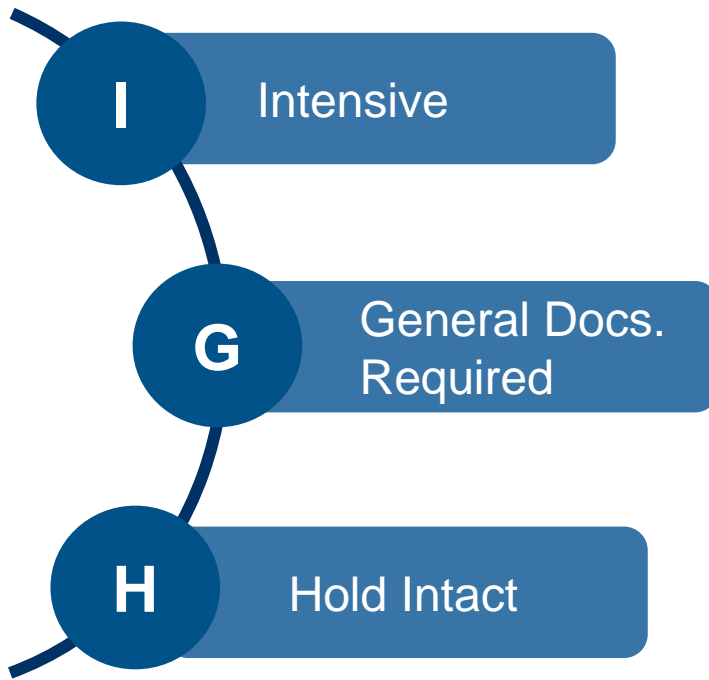 I
Intensive
G
General Docs.
Required
H
Hold Intact